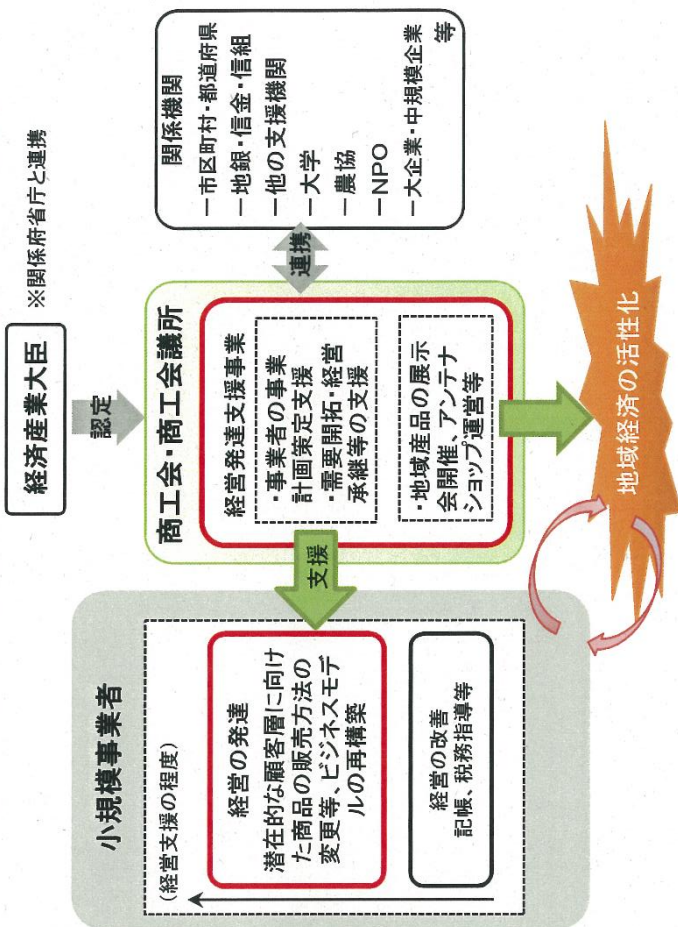 経済産業大臣
※関係府省庁と連携
認定
小規模事業者
(経営支援の程度)
経営の発達
潜在的な顧客層に向け
た商品の販売方法の
変更等、ビジネスモデ
ルの再構築
経営の改善
記帳、税務指導等
支援
商工会・商工会議所
経営発達支援事業
・事業者の事業
計画策定支援
・需要開拓・経営
承継等の支援
・地域産品の展示
会開催、アンテナ
ショップ運営等
連携
関係機関
―市区町村・都道府県
―地銀・信金・信組
―他の支援機関
―大学
―農協
―NPO
―大企業・中規模企業
等
地域経済の活性化